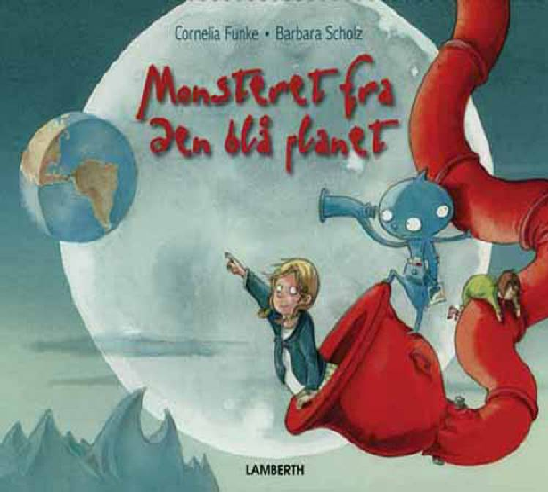 Cornelia Funke • Barbara Scholz
Monsteret fra
den blå planet
LAMBERTH